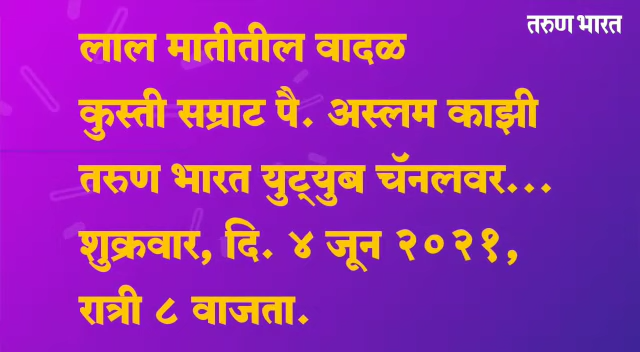 तरुण भारत
लाल मातीतील वादळ
कुस्ती सम्राट पै. अस्लम काझी
तरुण भारत युट्युब चॅनलवर...
शुक्रवार, दि. ४ जून २०२१,
रात्री ८ वाजता.